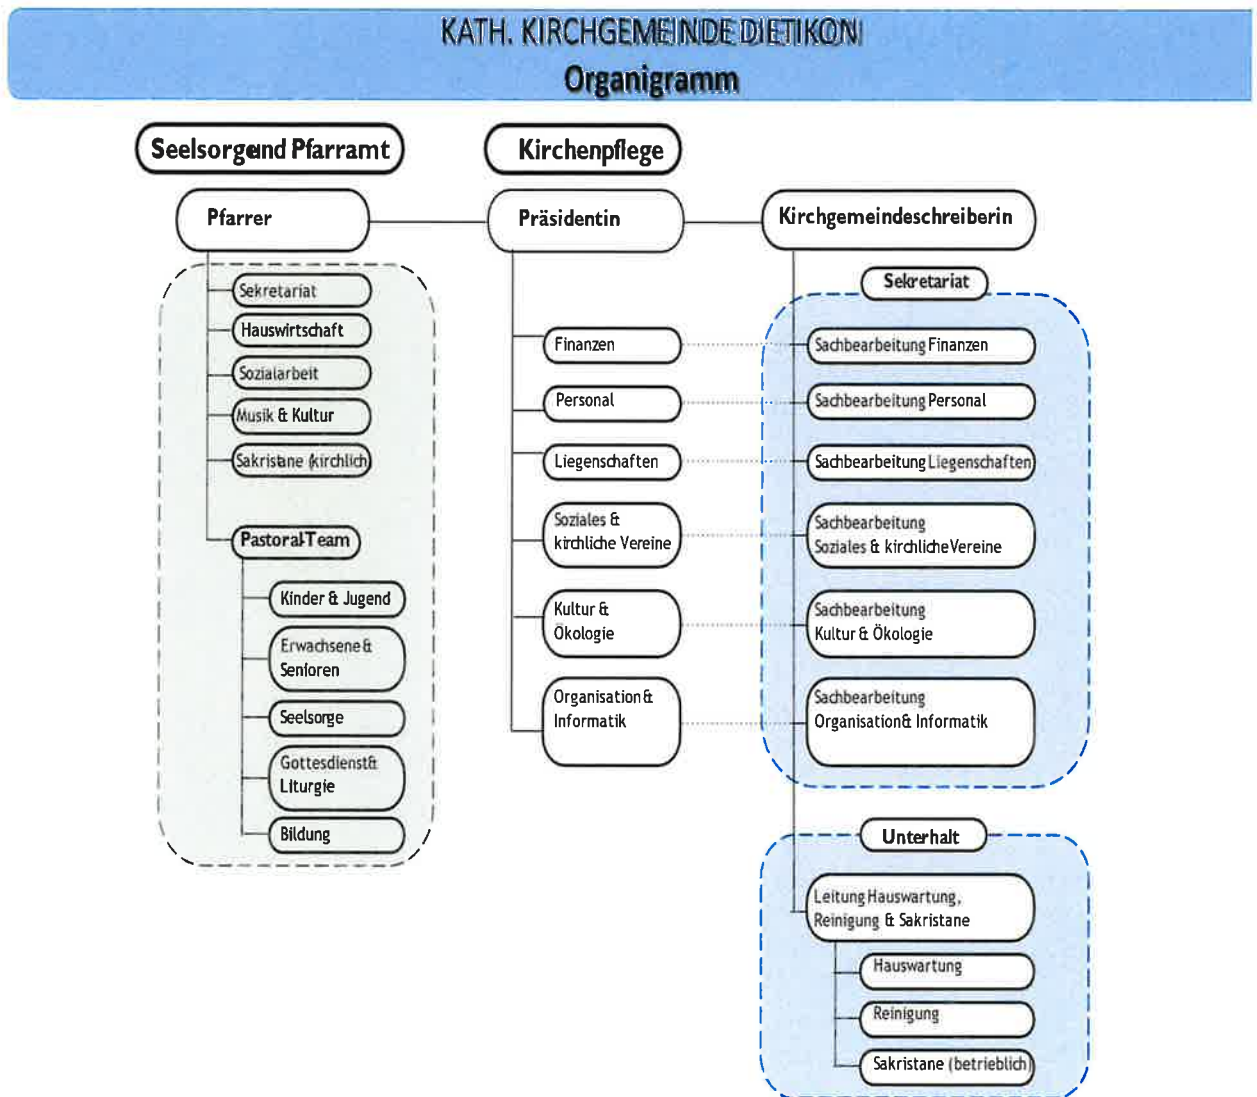 KATH. KIRCHGEMEINDE DIETIKON
Organigramm
Seelsorge und Pfarramt
Kirchenpflege
Pfarrer
Präsidentin
Kirchgemeindeschreiberin
Sekretariat
Hauswirtschaft
Sozialarbeit
Musik & Kultur
Sakristane (kirchlich)
Pastoral-Team
Kinder & Jugend
Erwachsene &
Senioren
Seelsorge
Gottesdienst &
Liturgie
Bildung
Finanzen
Personal
Liegenschaften
Soziales &
kirchliche Vereine
Kultur &
Ökologie
Organisation &
Informatik
Sekretariat
Sachbearbeitung Finanzen
Sachbearbeitung Personal
Sachbearbeitung Liegenschaften
Sachbearbeitung
Soziales & kirchliche Vereine
Sachbearbeitung
Kultur & Ökologie
Sachbearbeitung
Organisation & Informatik
Unterhalt
Leitung Hauswartung,
Reinigung & Sakristane
Hauswartung
Reinigung
Sakristane (betrieblich)